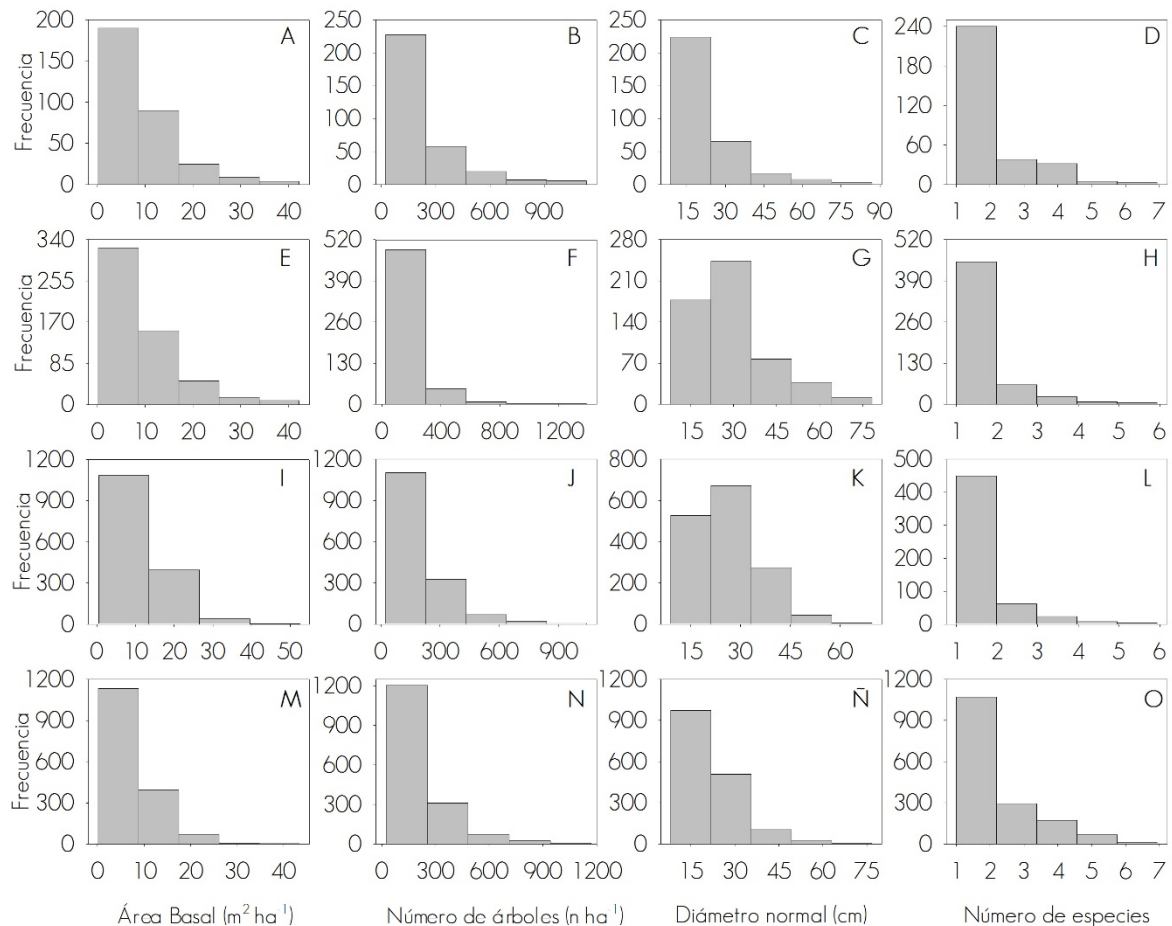 200 A 250 B 250 C 240 D
Frecuencia
150 200 200 180
100 150 150 120
50 100 100 60
50 50
0 0 0 0
0 10 20 30 40 300 600 900 15 30 45 60 75 90 1 2 3 4 5 6 7
340 E 520 F 280 G 520 H
Frecuencia
255 390 210 390
170 260 140 260
85 130 70 130
0 0 0 0
0 10 20 30 40 400 800 1200 15 30 45 60 75 1 2 3 4 5 6
1200 I 1200 J 800 K 500 L
Frecuencia
900 900 600 400
600 600 400 300
300 300 200 200
100
0 0 0 0
0 10 20 30 40 50 300 600 900 15 30 45 60 1 2 3 4 5 6
1200 M 1200 N 1200 Ñ 1200 O
Frecuencia
900 900 900 900
600 600 600 600
300 300 300 300
0 0 0 0
0 10 20 30 40 300 600 900 1200 15 30 45 60 75 1 2 3 4 5 6 7
Área Basal (m² ha⁻¹) Número de árboles (n ha⁻¹) Diámetro normal (cm) Número de especies